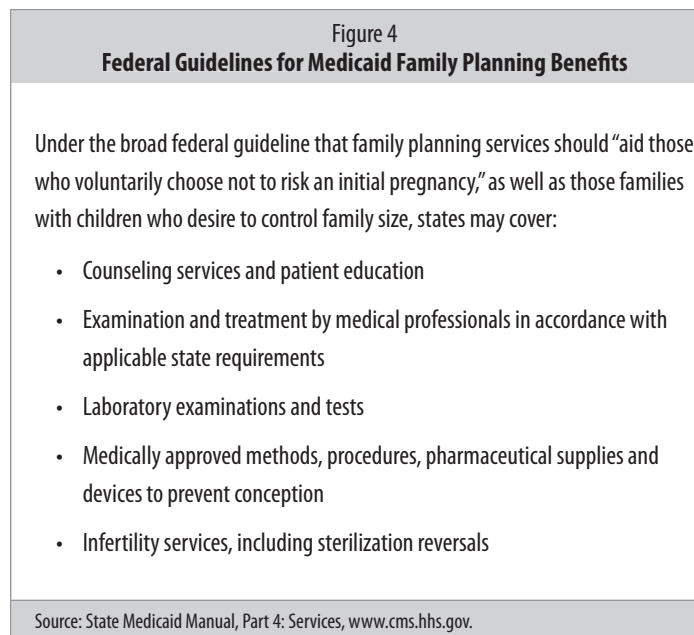 Figure 4
Federal Guidelines for Medicaid Family Planning Benefits
Under the broad federal guideline that family planning services should “aid those
who voluntarily choose not to risk an initial pregnancy,” as well as those families
with children who desire to control family size, states may cover:
• Counseling services and patient education
• Examination and treatment by medical professionals in accordance with
applicable state requirements
• Laboratory examinations and tests
• Medically approved methods, procedures, pharmaceutical supplies and
devices to prevent conception
• Infertility services, including sterilization reversals
Source: State Medicaid Manual, Part 4: Services, www.cms.hhs.gov.